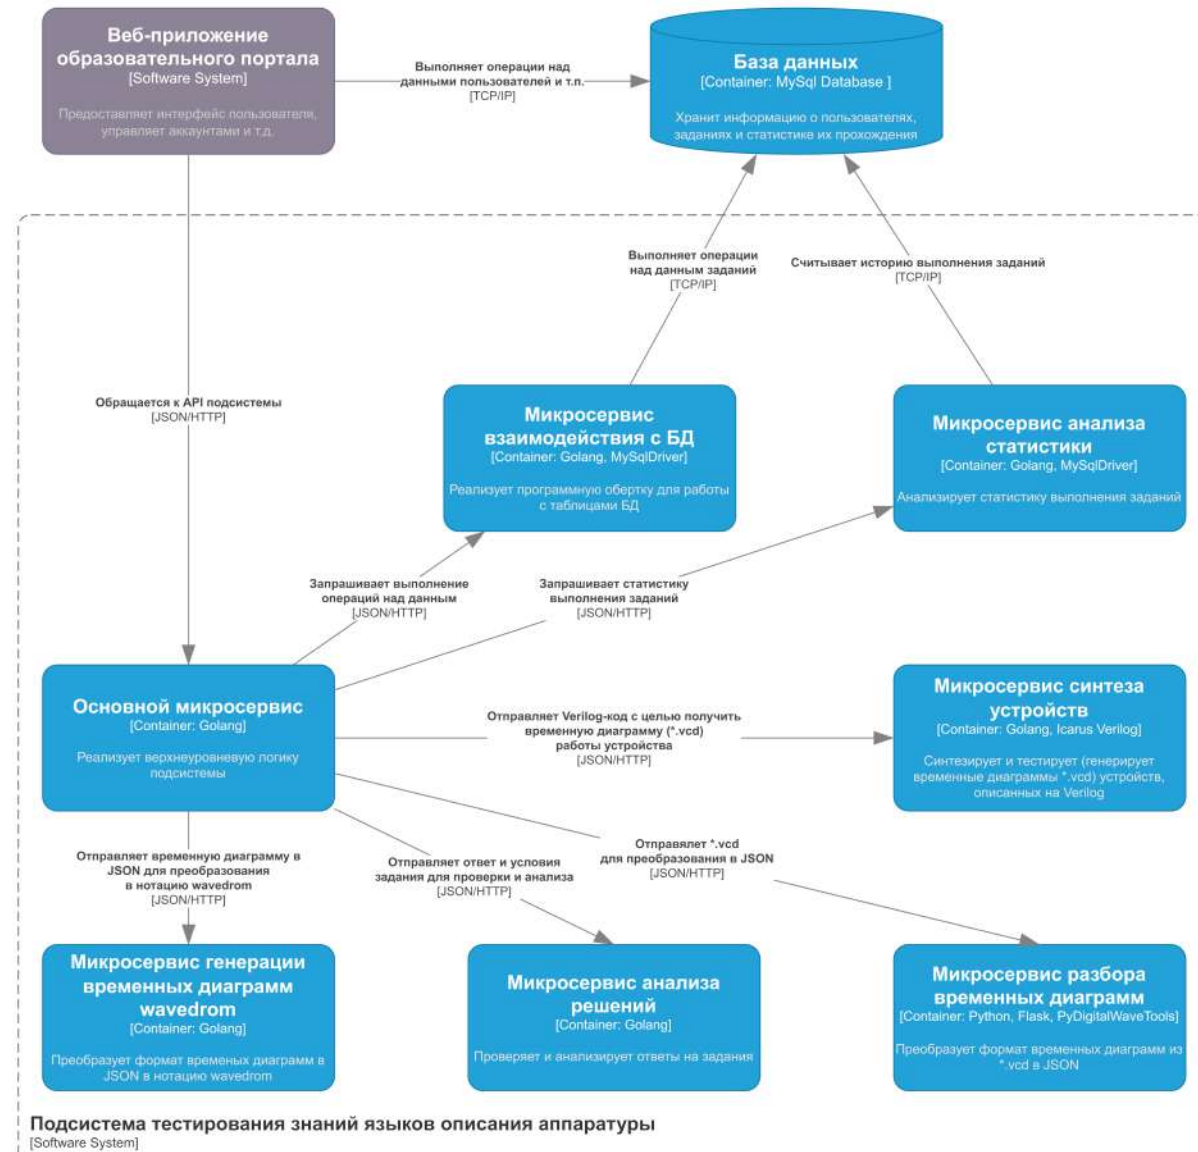 Веб-приложение
образовательного портала
[Software System]
Предоставляет интерфейс пользователя,
управляет аккаунтами и т.д.
Выполняет операции над
данными пользователей и т.п.
[TCP/IP]
База данных
[Container: MySql Database ]
Хранит информацию о пользователях,
заданиях и статистике их прохождения
Выполняет операции
над данным заданий
[TCP/IP]
Считывает историю выполнения заданий
[TCP/IP]
Обращается к API подсистемы
[JSON/HTTP]
Микросервис
взаимодействия с БД
[Container: Golang, MySqlDriver]
Реализует программную обертку для работы
с таблицами БД
Микросервис анализа
статистики
[Container: Golang, MySqlDriver]
Анализирует статистику выполнения заданий
Запрашивает выполнение
операций над данным
[JSON/HTTP]
Запрашивает статистику
выполнения заданий
[JSON/HTTP]
Основной микросервис
[Container: Golang]
Реализует верхнеуровневую логику
подсистемы
Отправляет Verilog-код с целью получить
временную диаграмму (*.vcd)
работы устройства
[JSON/HTTP]
Микросервис синтеза
устройств
[Container: Golang, Icarus Verilog]
Синтезирует и тестирует (генерирует
временные диаграммы *.vcd) устройств,
описанных на Verilog
Отправляет временную диаграмму в
JSON для преобразования
в нотацию wavedrom
[JSON/HTTP]
Отправляет ответ и условия
задания для проверки и анализа
[JSON/HTTP]
Отправялет *.vcd
для преобразования в JSON
[JSON/HTTP]
Микросервис генерации
временных диаграмм
wavedrom
[Container: Golang]
Преобразует формат временых диаграмм в
JSON в нотацию wavedrom
Микросервис анализа
решений
[Container: Golang]
Проверяет и анализирует ответы на задания
Микросервис разбора
временных диаграмм
[Container: Python, Flask, PyDigitalWaveTools]
Преобразует формат временных диаграмм из
*.vcd в JSON
Подсистема тестирования знаний языков описания аппаратуры
[Software System]